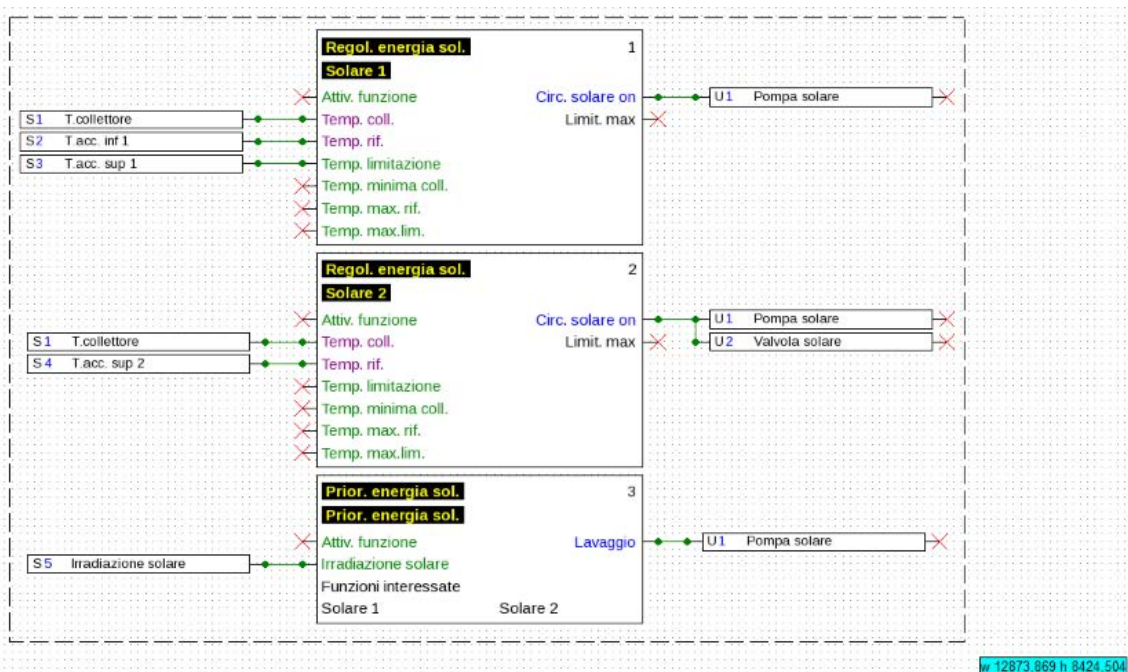 Regol. energia sol. 1
Solare 1
Attiv. funzione Circ. solare on U1 Pompa solare
S1 T.collettore Temp. coll. Limit. max
S2 T.acc. inf 1 Temp. rif.
S3 T.acc. sup 1 Temp. limitazione
Temp. minima coll.
Temp. max. rif.
Temp. max.lim.
Regol. energia sol. 2
Solare 2
Attiv. funzione Circ. solare on U1 Pompa solare
S1 T.collettore Temp. coll. Limit. max U2 Valvola solare
S4 T.acc. sup 2 Temp. rif.
Temp. limitazione
Temp. minima coll.
Temp. max. rif.
Temp. max.lim.
Prior. energia sol. 3
Prior. energia sol.
Attiv. funzione Lavaggio U1 Pompa solare
S5 Irradiazione solare Irradiazione solare
Funzioni interessate
Solare 1 Solare 2
w 12873.869 h 8424.504